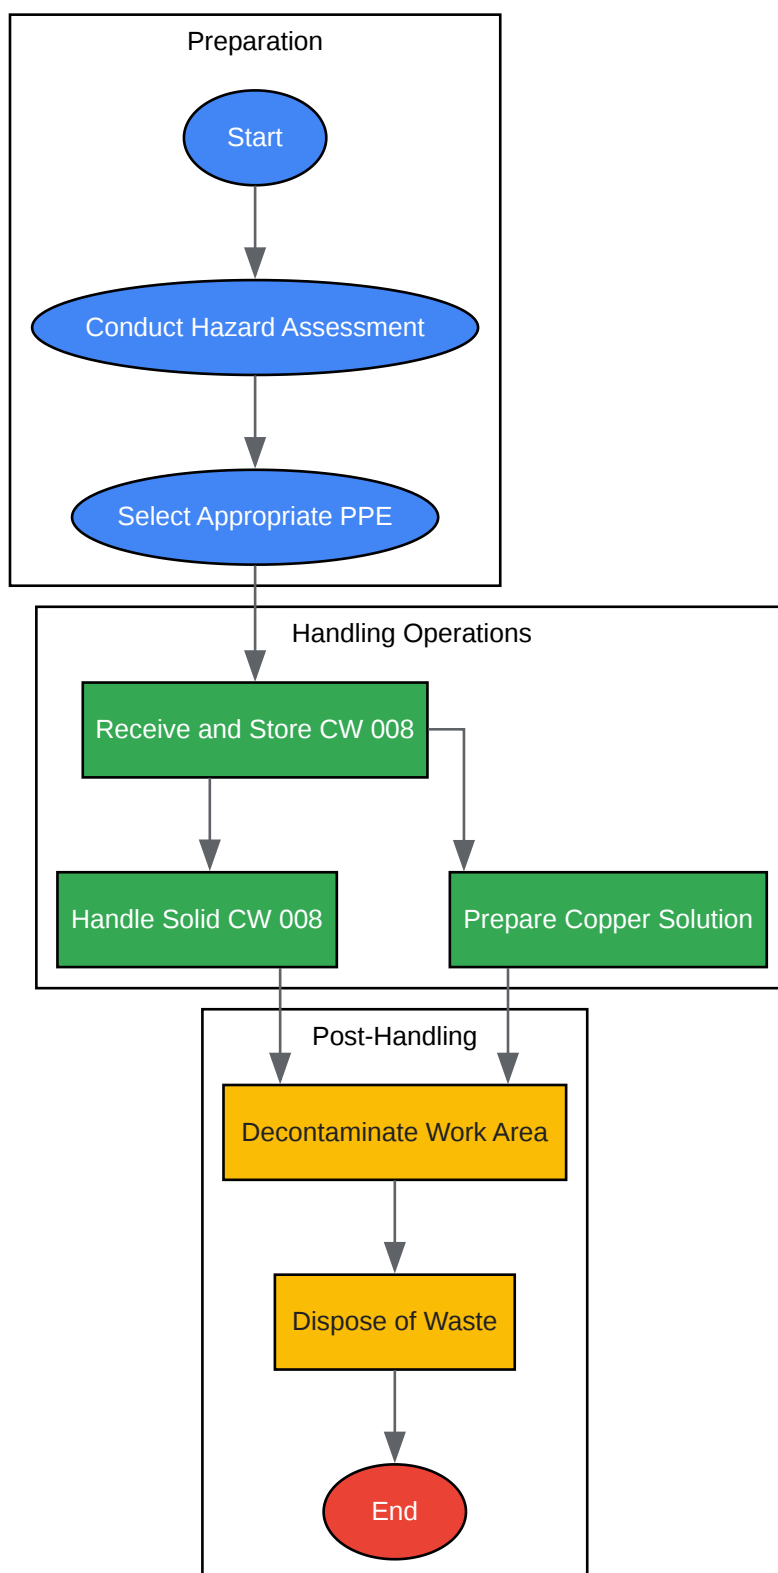 Preparation
Start
Conduct Hazard Assessment
Select Appropriate PPE
Handling Operations
Receive and Store CW 008
Handle Solid CW 008
Prepare Copper Solution
Post-Handling
Decontaminate Work Area
Dispose of Waste
End